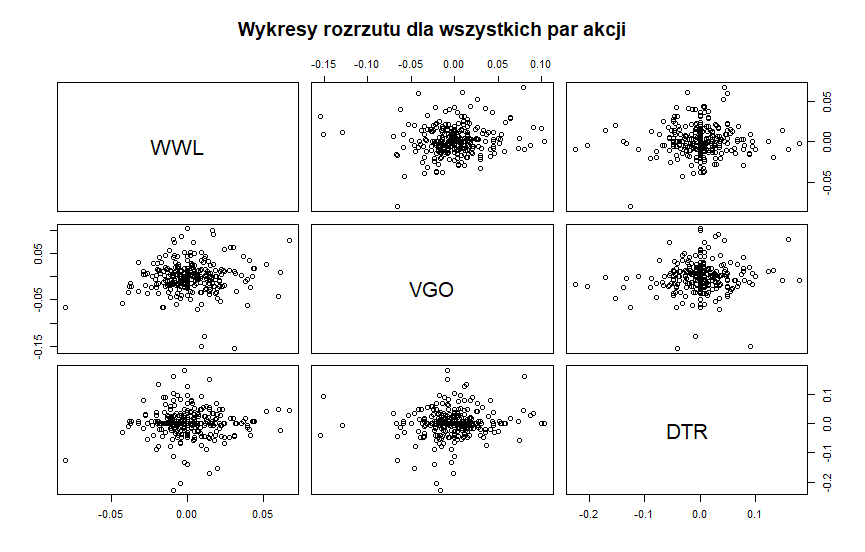 Wykresy rozrzutu dla wszystkich par akcji
-0.15 -0.10 -0.05 0.00 0.05 0.10
WWL
0.05
0.00
-0.05
0.05
-0.05
-0.15
VGO
DTR
0.1
0.0
-0.1
-0.2
-0.05 0.00 0.05
-0.2 -0.1 0.0 0.1